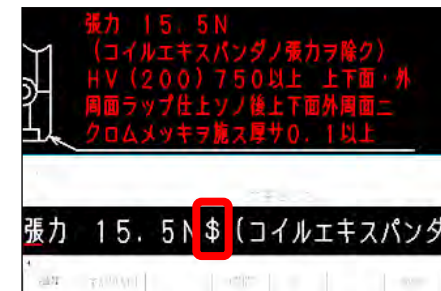 張力 15.5N
(コイルエキスパンダノ張力ヲ除ク)
HV(200)750以上 上下面・外
周面ラップ仕上ソノ後上下面外周面ニ
クロムメッキヲ施ス厚サ0.1以上
張力 15.5N$(コイルエキスパンダ